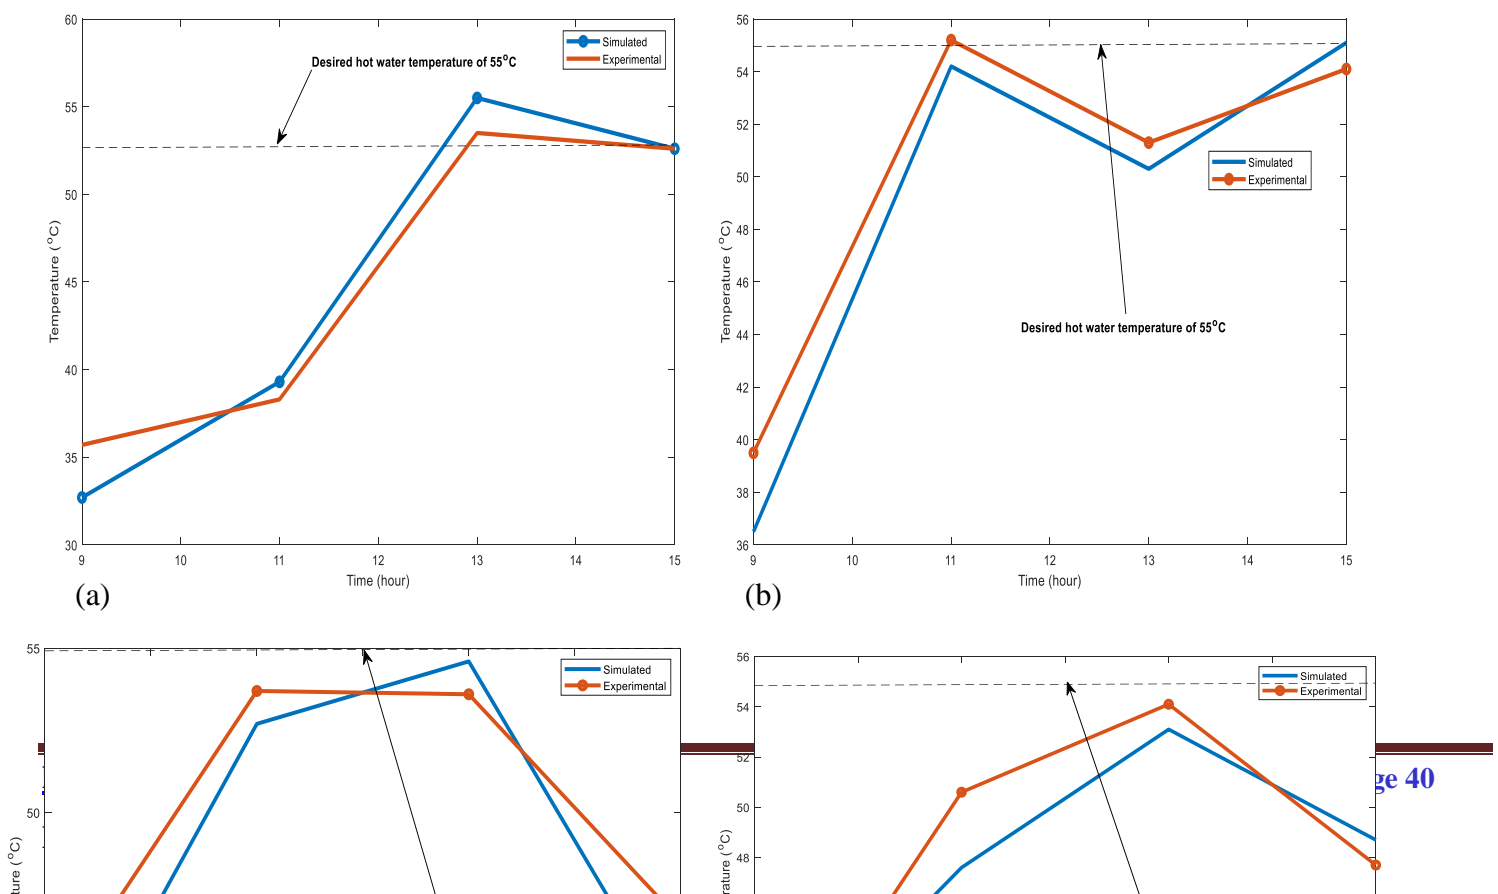 60
55
50
45
40
35
30
Temperature (°C)
Desired hot water temperature of 55°C
Simulated
Experimental
9 10 11 12 13 14 15
Time (hour)
(a)
56
54
52
50
48
46
44
42
40
38
36
Temperature (°C)
Simulated
Experimental
Desired hot water temperature of 55°C
9 10 11 12 13 14 15
Time (hour)
(b)
55
50
rature (°C)
Simulated
Experimental
56
54
52
50
48
rature (°C)
Simulated
Experimental
ge 40